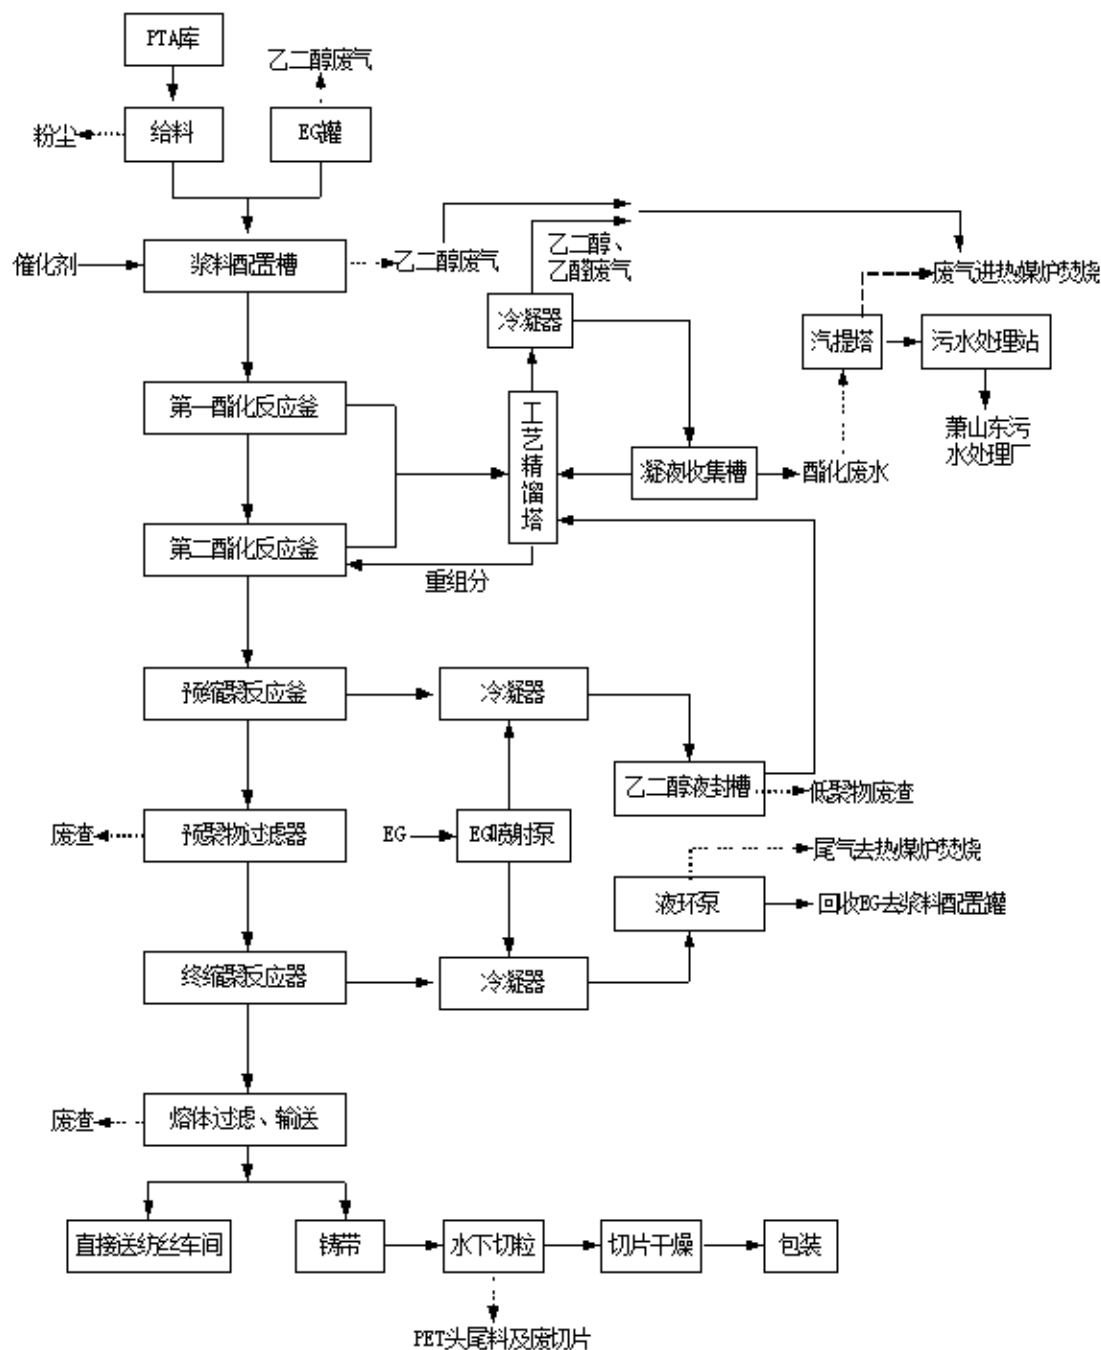 PTA库
乙二醇废气
粉尘
给料
EG罐
催化剂
浆料配置槽
乙二醇废气
乙二醇、
乙醛废气
废气进热媒炉焚烧
冷凝器
汽提塔
污水处理站
第一酯化反应釜
工艺精馏塔
萧山东污
水处理厂
凝液收集槽
酯化废水
第二酯化反应釜
重组分
预缩聚反应釜
冷凝器
乙二醇液封槽
低聚物废查
废查
预聚物过滤器
EG
EG喷射泵
尾气去热煤炉焚烧
液环泵
回收EG去浆料配置罐
终缩聚反应器
冷凝器
废查
熔体过滤、输送
直接送纺丝车间
铸带
水下切粒
切片干燥
包装
PET头尾料及废切片